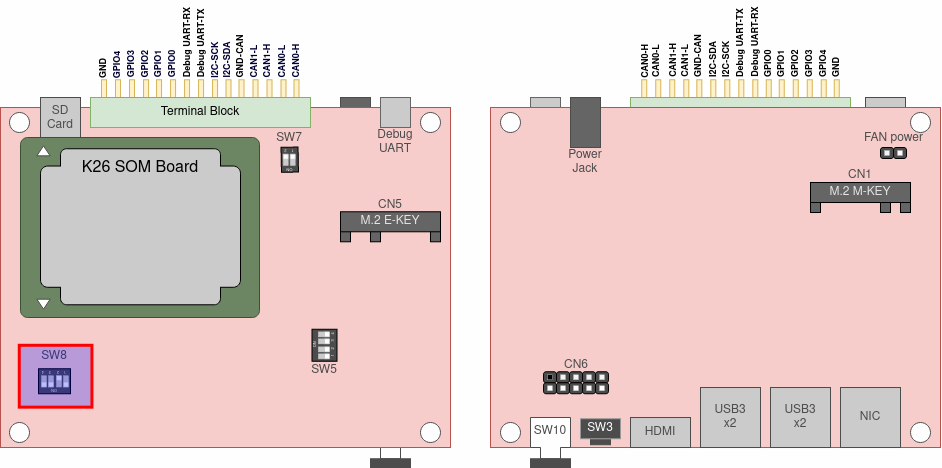 GND
GPIO4
GPIO3
GPIO2
GPIO1
GPIO0
Debug UART-RX
Debug UART-TX
I2C-SCK
I2C-SDA
GND-CAN
CAN1-L
CAN1-H
CAN0-L
CAN0-H
SD
Card
Terminal Block
Debug
UART
SW7
K26 SOM Board
CN5
M.2 E-KEY
SW8
SW5
CAN0-H
CAN0-L
CAN1-H
CAN1-L
GND-CAN
I2C-SDA
I2C-SCK
Debug UART-TX
Debug UART-RX
GPIO0
GPIO1
GPIO2
GPIO3
GPIO4
GND
Power
Jack
FAN power
CN1
M.2 M-KEY
CN6
SW10
SW3
HDMI
USB3
x2
USB3
x2
NIC